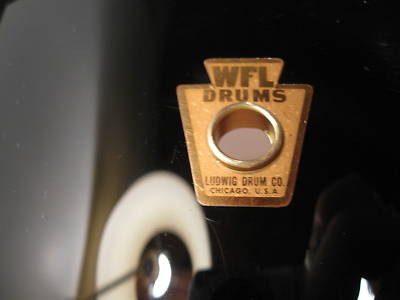 WFL
DRUMS
LUDWIG DRUM CO.
CHICAGO, U.S.A.